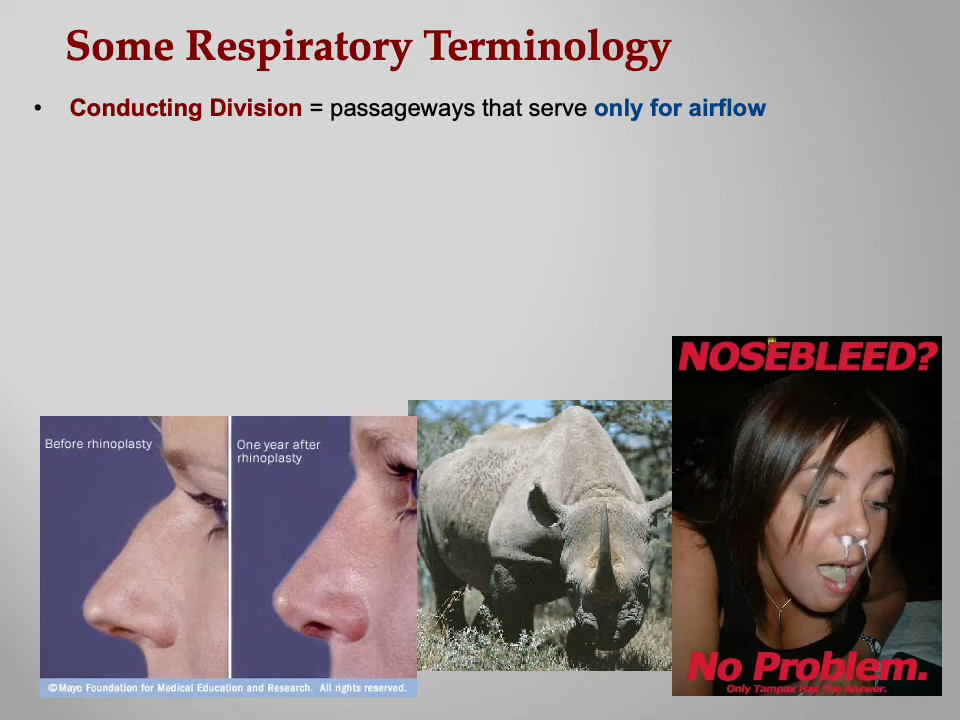 Some Respiratory Terminology
• Conducting Division = passageways that serve only for airflow
Before rhinoplasty
One year after
rhinoplasty
©Mayo Foundation for Medical Education and Research. All rights reserved.
NOSEBLEED?
No Problem.
Only Tampax Has The Answer.